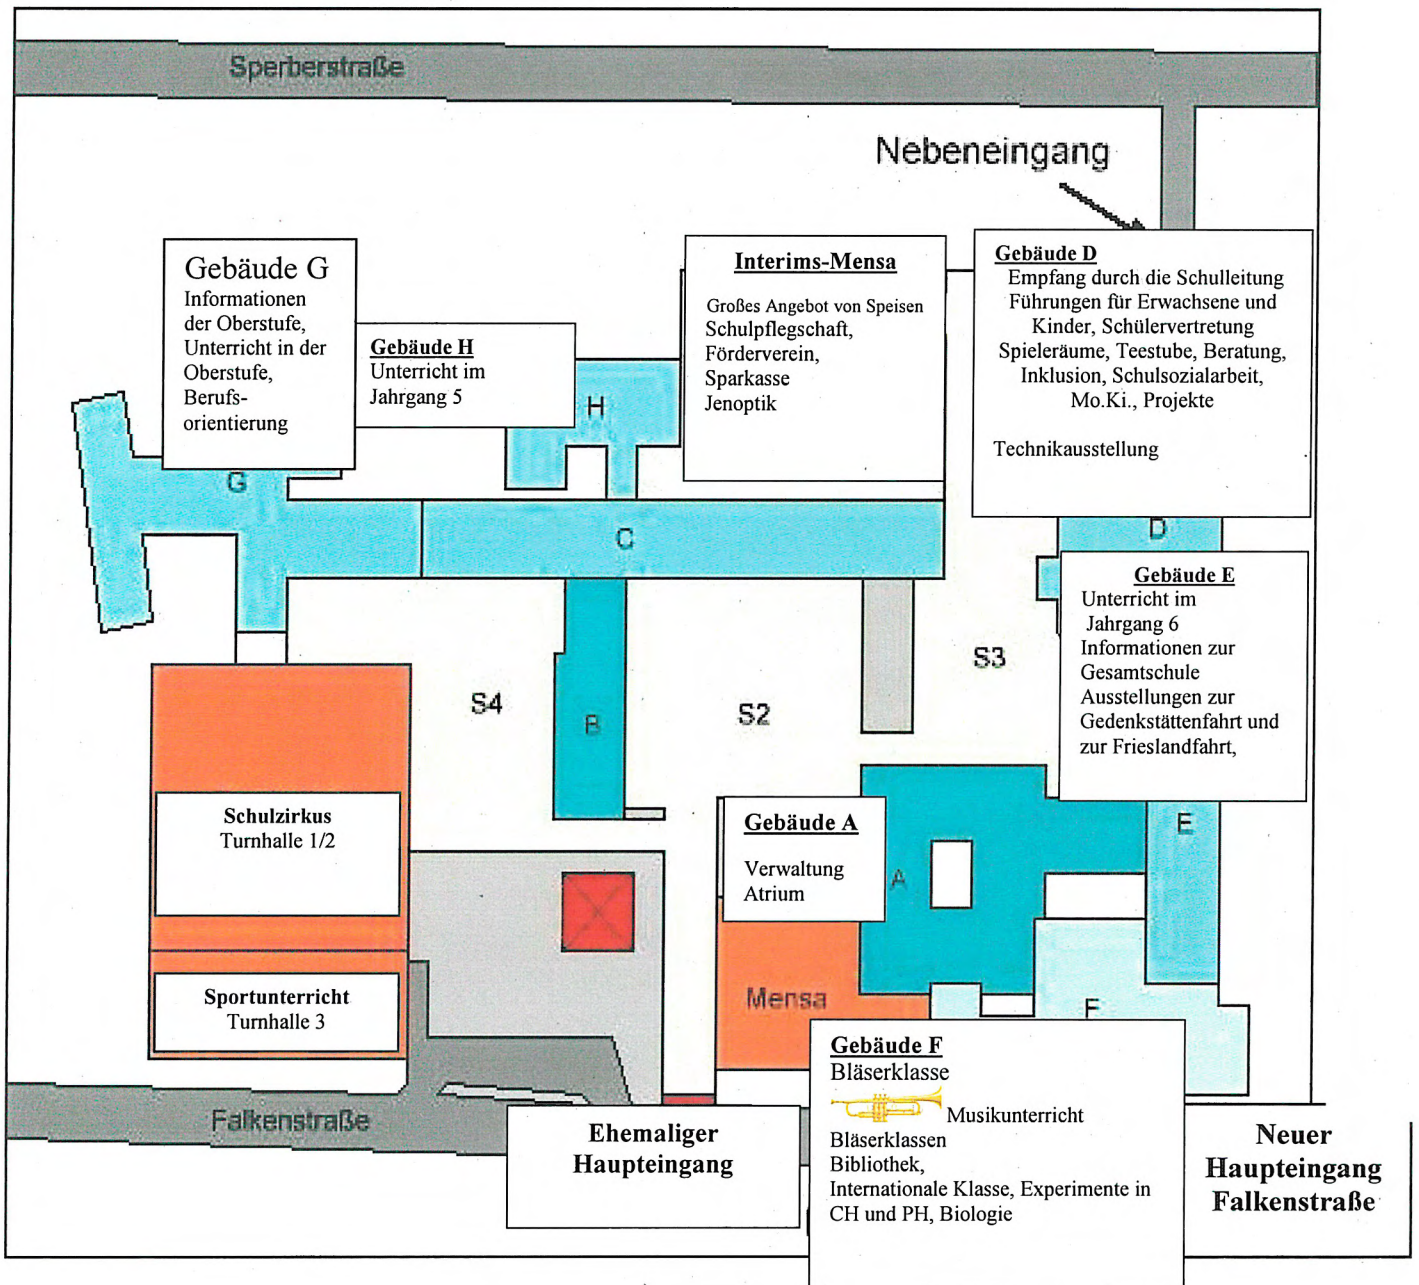 Sperberstraße
Nebeneingang
Gebäude G
Informationen
der Oberstufe,
Unterricht in der
Oberstufe,
Berufs-
orientierung
Gebäude H
Unterricht im
Jahrgang 5
Interims-Mensa
Großes Angebot von Speisen
Schulpflegschaft,
Förderverein,
Sparkasse
Jenoptik
Gebäude D
Empfang durch die Schulleitung
Führungen für Erwachsene und
Kinder, Schülervertretung
Spieleräume, Teestube, Beratung,
Inklusion, Schulsozialarbeit,
Mo.Ki., Projekte
Technikausstellung
H
G
C
D
Gebäude E
Unterricht im
Jahrgang 6
Informationen zur
Gesamtschule
Ausstellungen zur
Gedenkstättenfahrt und
zur Frieslandfahrt,
S3
S4
S2
B
Schulzirkus
Turnhalle 1/2
Gebäude A
Verwaltung
Atrium
A
E
Sportunterricht
Turnhalle 3
Mensa
F
Gebäude F
Bläserklasse
Musikunterricht
Bläserklassen
Bibliothek,
Internationale Klasse, Experimente in
CH und PH, Biologie
Falkenstraße
Ehemaliger
Haupteingang
Neuer
Haupteingang
Falkenstraße